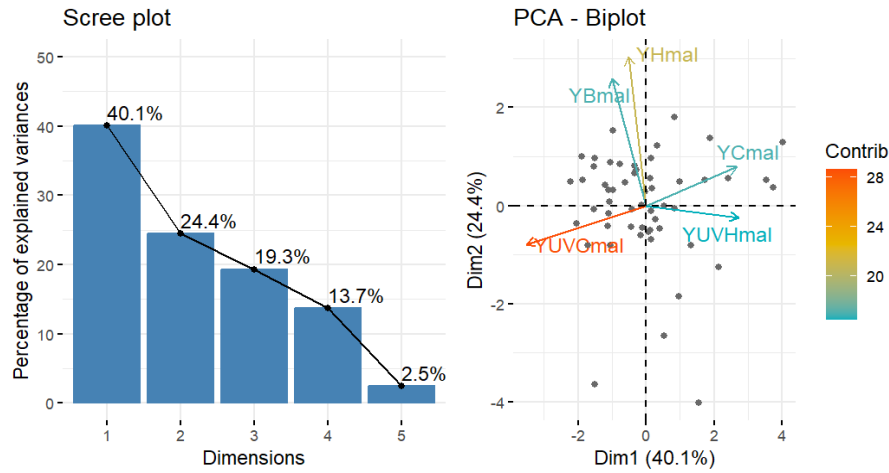 Scree plot
Percentage of explained variances
50
40
30
20
10
0
40.1%
24.4%
19.3%
13.7%
2.5%
1 2 3 4 5
Dimensions
PCA - Biplot
Dim2 (24.4%)
2
0
-2
-4
YHmal
YBmal
YCmal
YUVHmal
YUVOmal
-2 0 2 4
Dim1 (40.1%)
Contrib
28
24
20